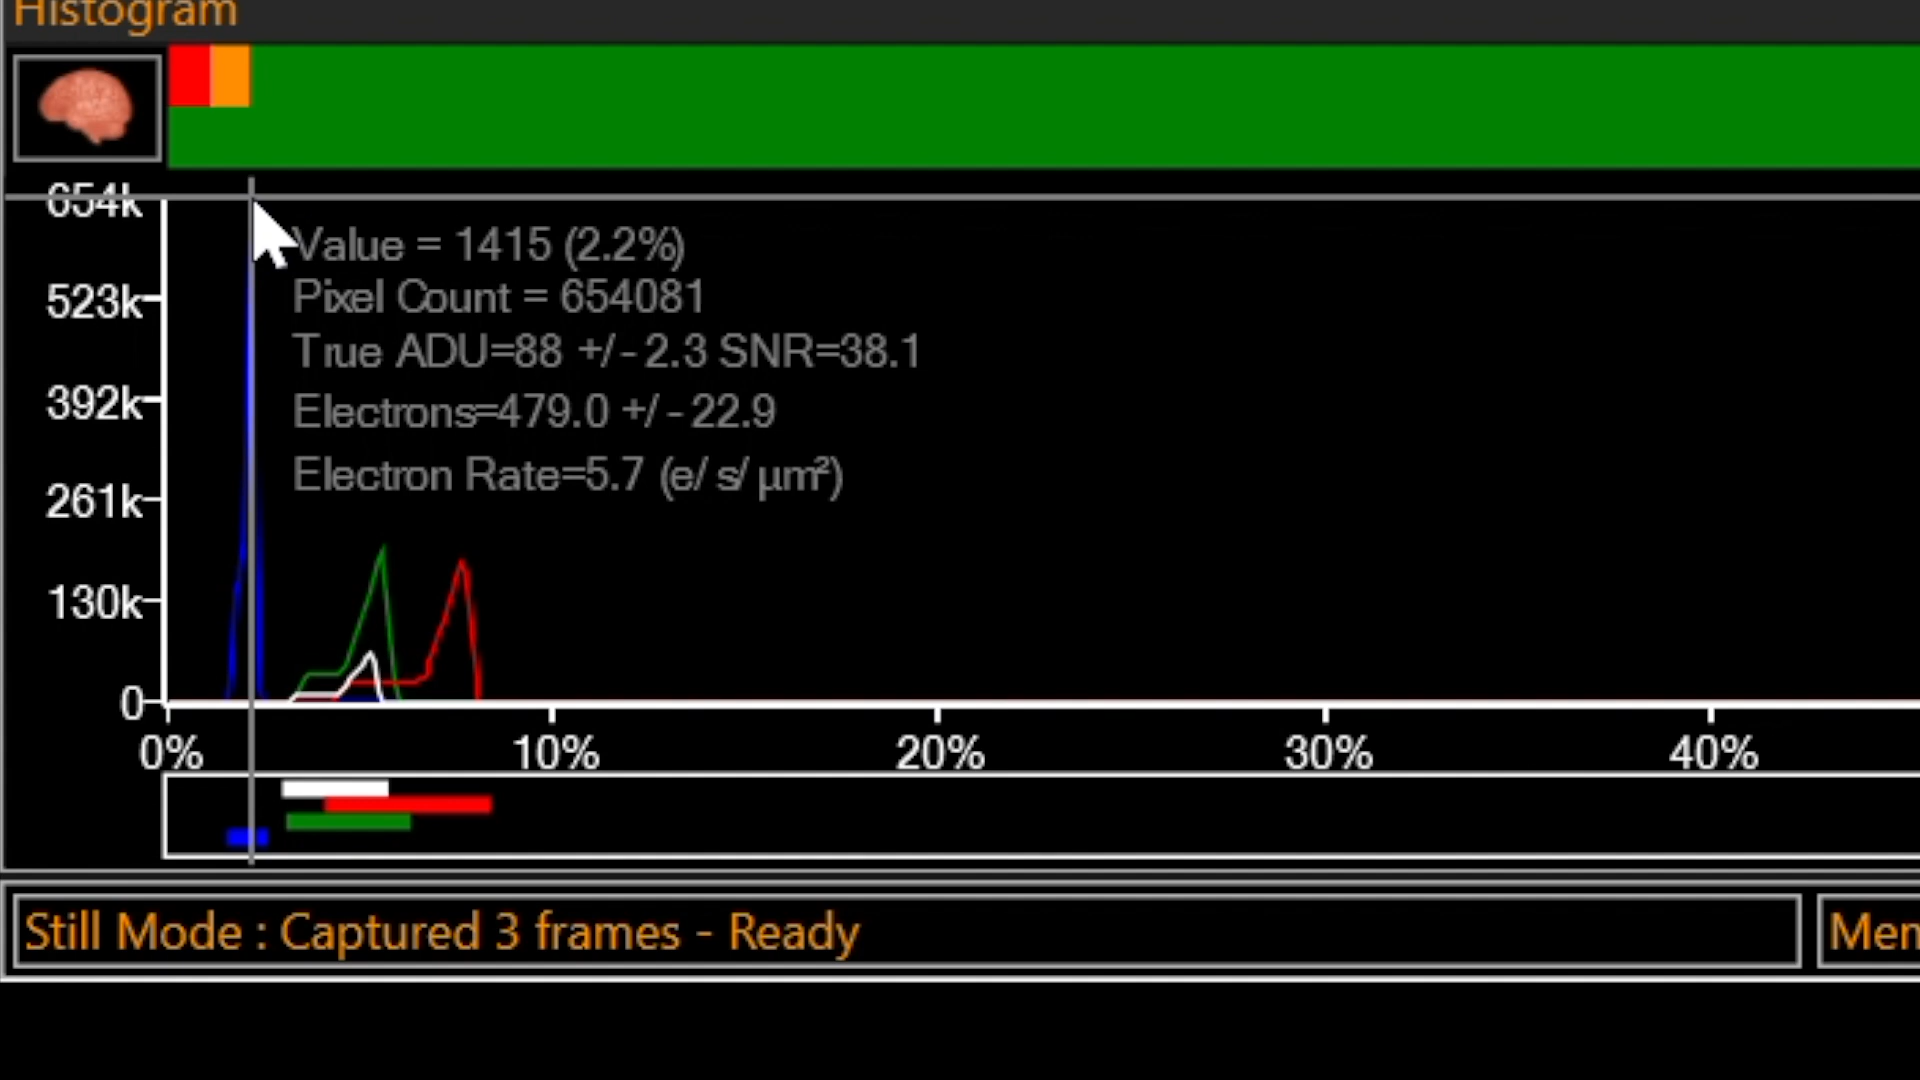 Histogram
654k
Value = 1415 (2.2%)
Pixel Count = 654081
523k
True ADU=88 +/-2.3 SNR=38.1
392k
Electrons=479.0 +/-22.9
Electron Rate=5.7 (e/s/µm²)
261k
130k
0
0% 10% 20% 30% 40%
Still Mode : Captured 3 frames - Ready
Mem